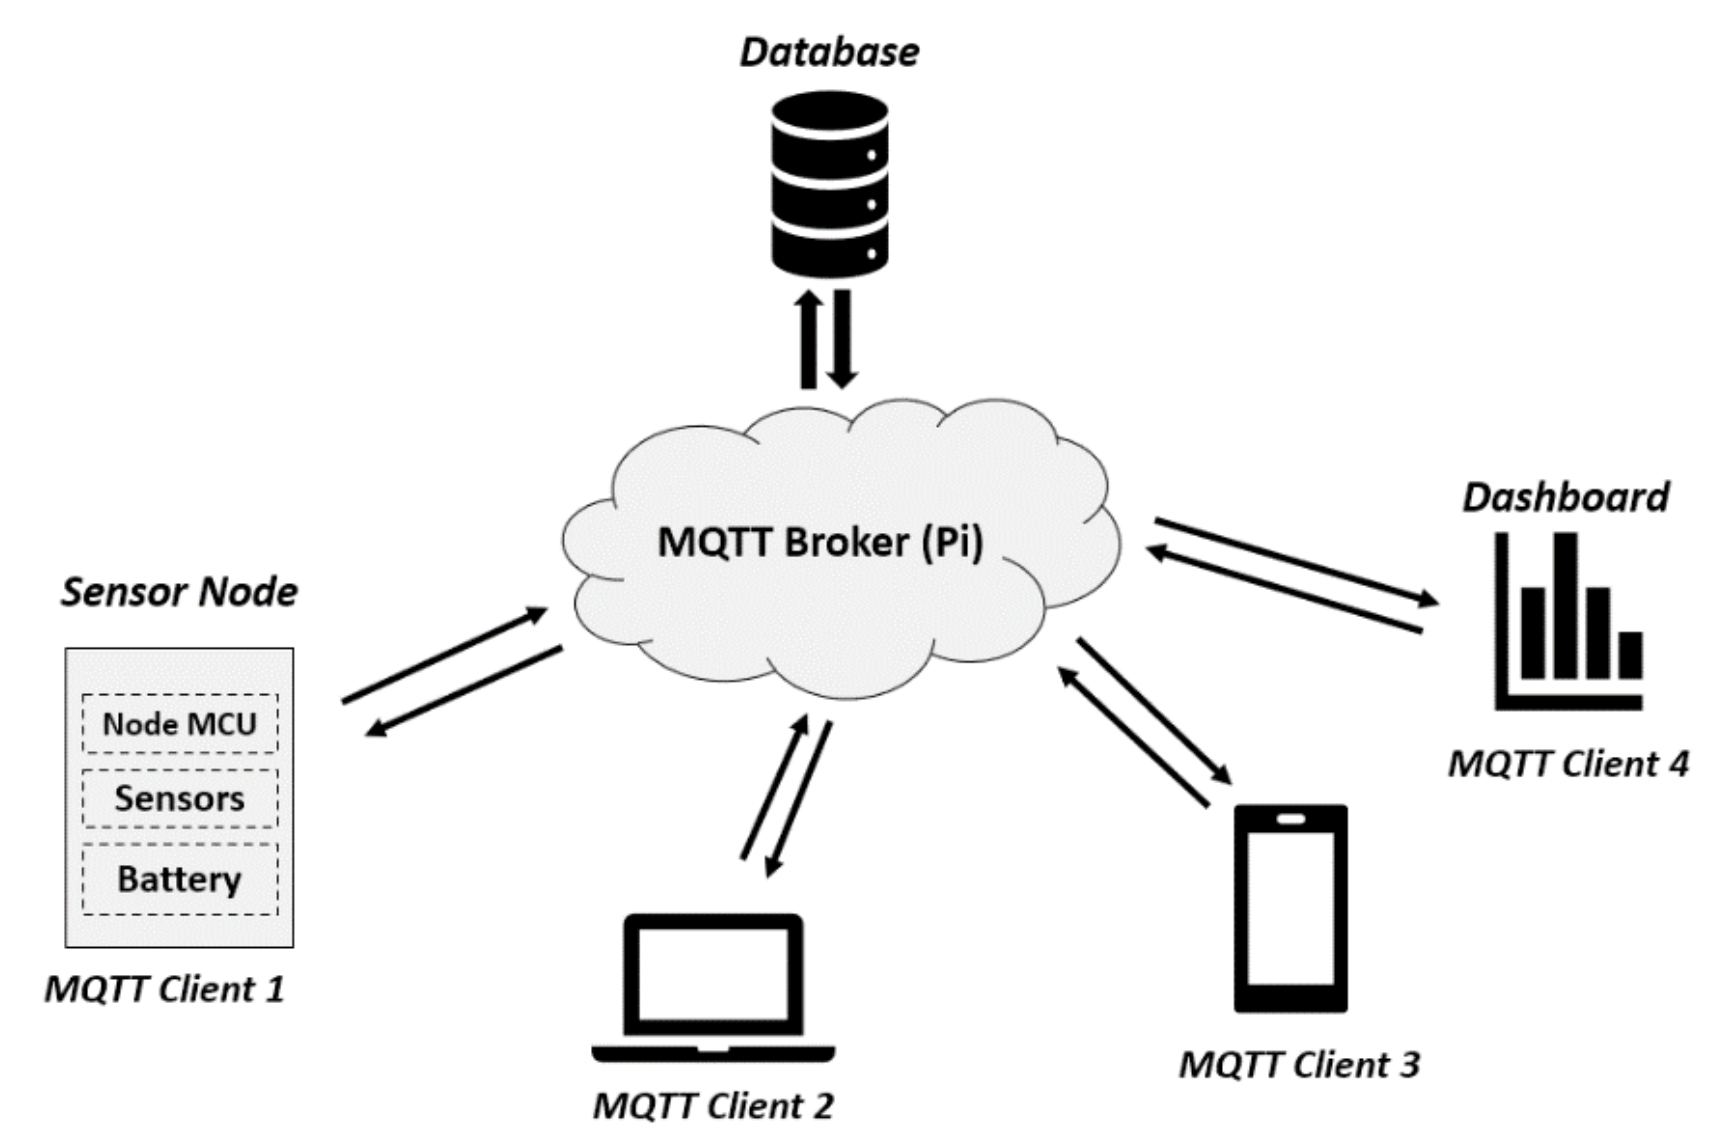 Database
MQTT Broker (Pi)
Dashboard
Sensor Node
Node MCU
Sensors
Battery
MQTT Client 4
MQTT Client 1
MQTT Client 3
MQTT Client 2